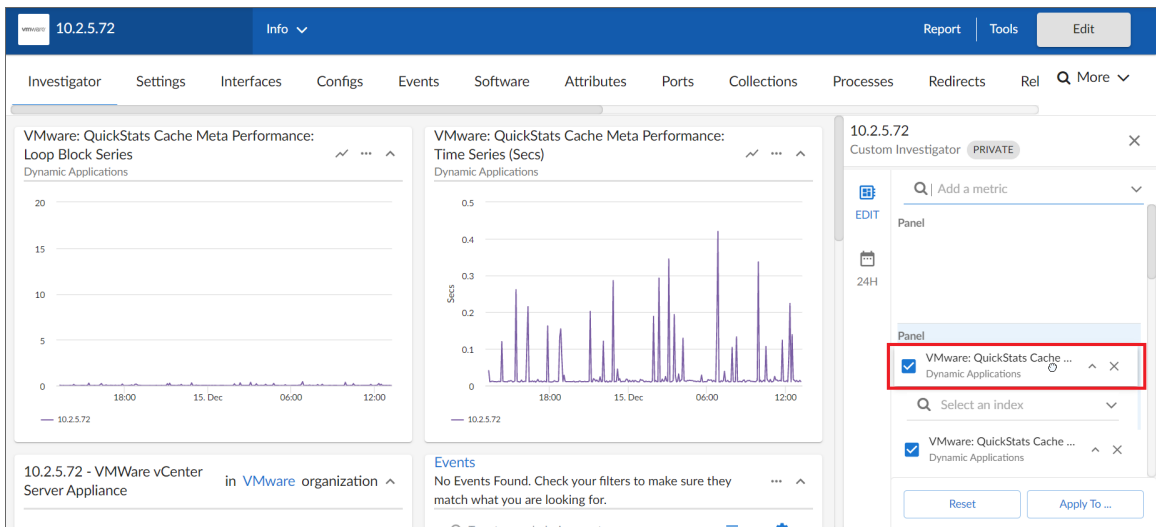 vmware 10.2.5.72
Info
Report
Tools
Edit
Investigator
Settings
Interfaces
Configs
Events
Software
Attributes
Ports
Collections
Processes
Redirects
Rel
More
VMware: QuickStats Cache Meta Performance:
Loop Block Series
Dynamic Applications
20
15
10
5
0
18:00
15. Dec
06:00
12:00
10.2.5.72
VMware: QuickStats Cache Meta Performance:
Time Series (Secs)
Dynamic Applications
Secs
0.5
0.4
0.3
0.2
0.1
0
18:00
15. Dec
06:00
12:00
10.2.5.72
10.2.5.72 - VMWare vCenter
Server Appliance
in VMware organization
Events
No Events Found. Check your filters to make sure they
match what you are looking for.
10.2.5.72
Custom Investigator PRIVATE
EDIT
24H
Add a metric
Panel
Panel
VMware: QuickStats Cache ...
Dynamic Applications
Select an index
VMware: QuickStats Cache ...
Dynamic Applications
Reset
Apply To ...